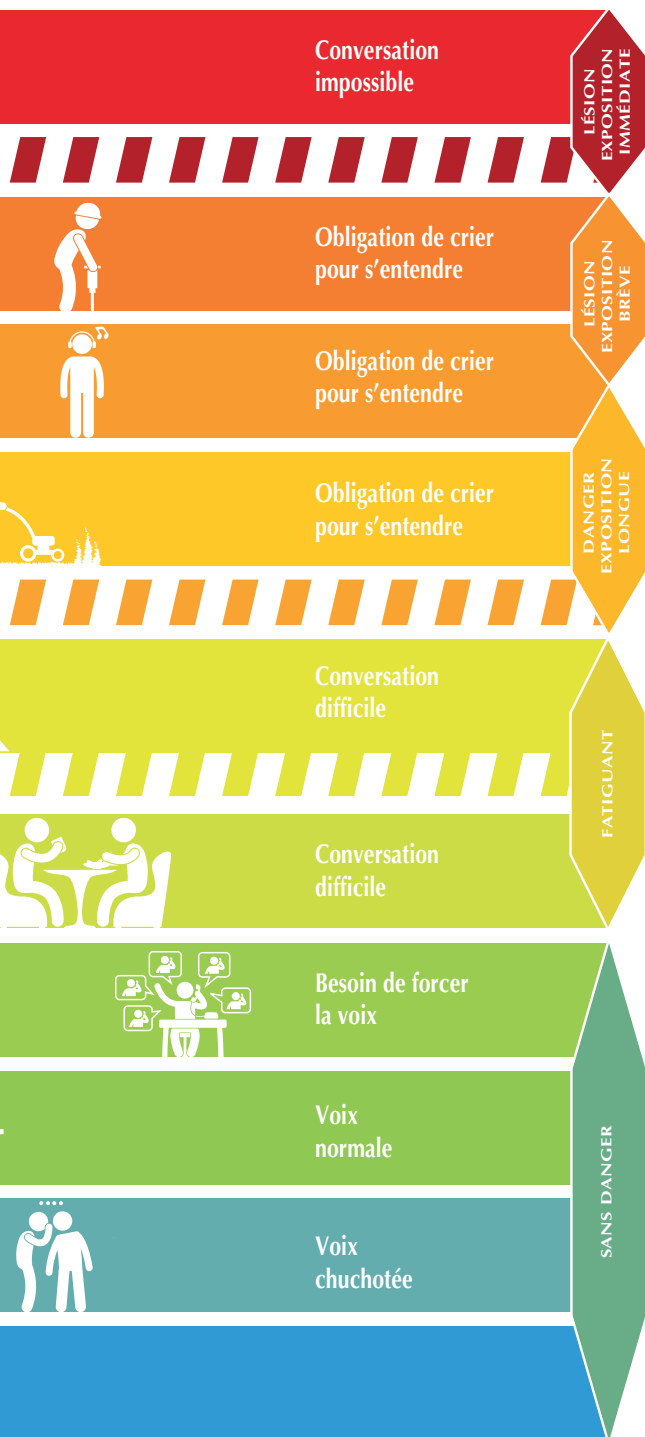 Conversation
impossible
LÉSION
EXPOSITION
IMMÉDIATE
Obligation de crier
pour s’entendre
LÉSION
EXPOSITION
BRÈVE
Obligation de crier
pour s’entendre
Obligation de crier
pour s’entendre
DANGER
EXPOSITION
LONGUE
Conversation
difficile
FATIGUANT
Conversation
difficile
Besoin de forcer
la voix
Voix
normale
SANS DANGER
Voix
chuchotée